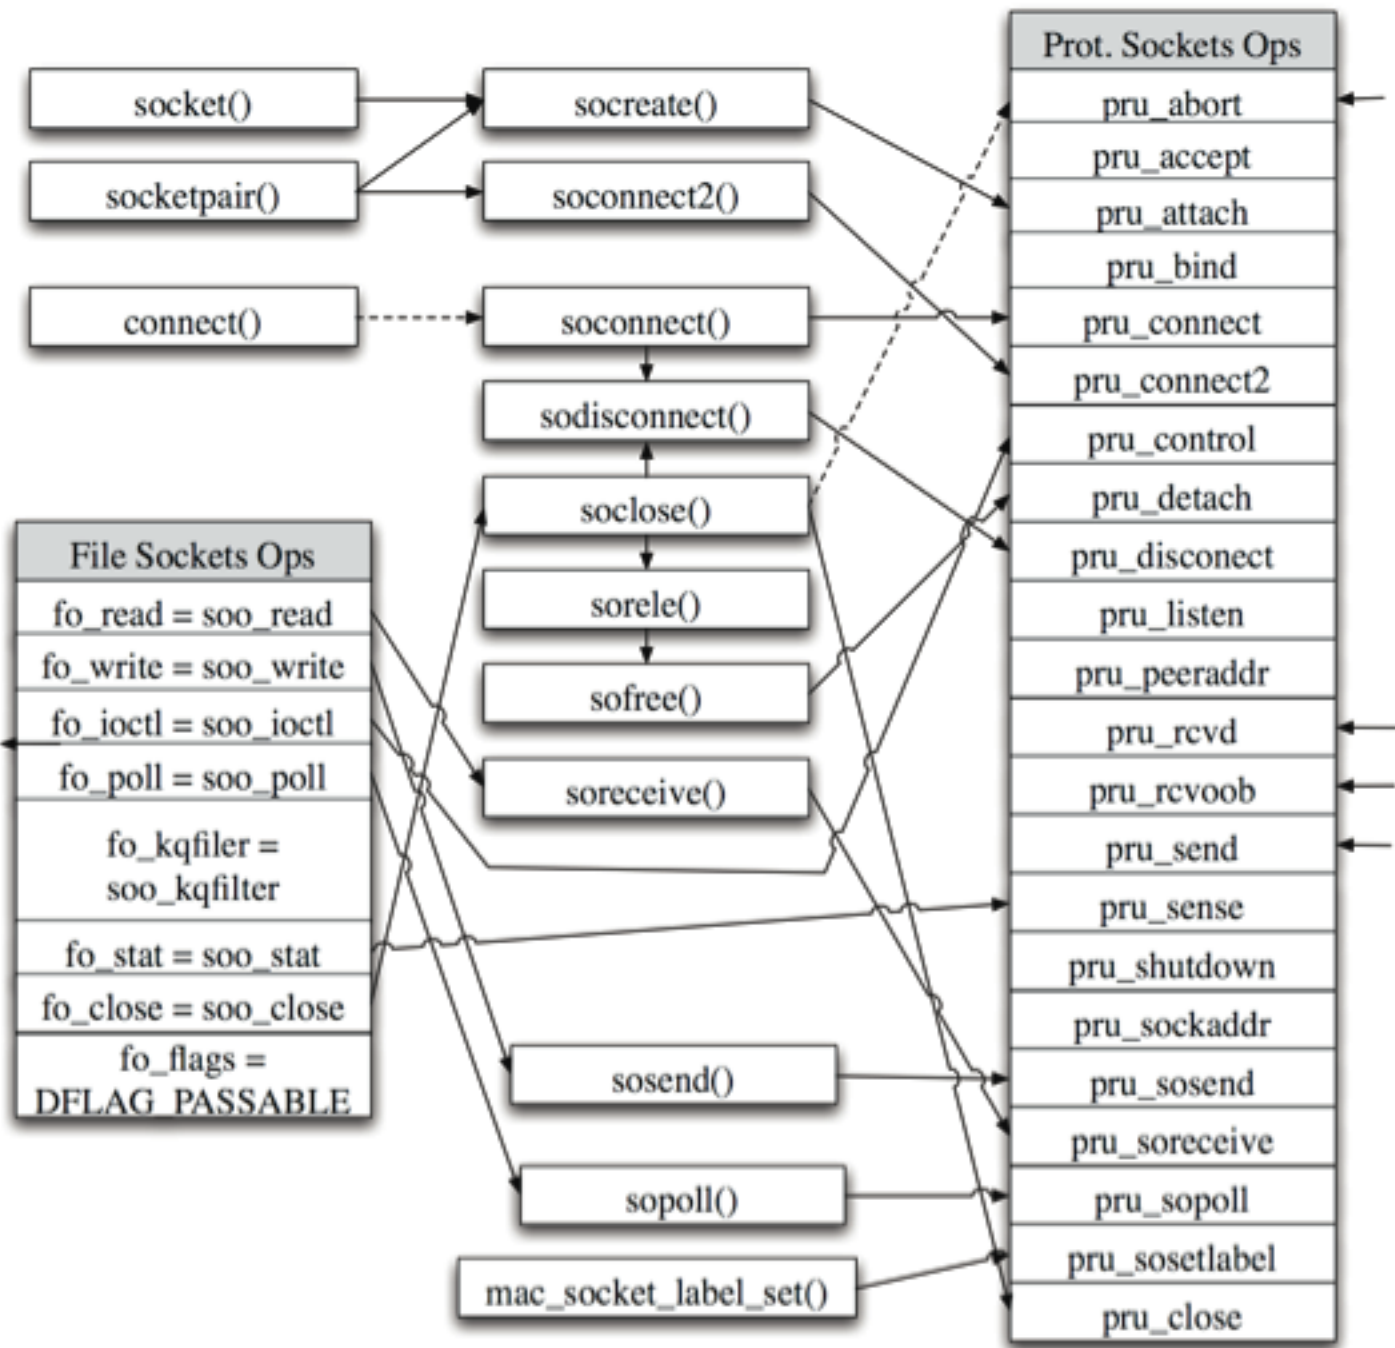 socket()
socketpair()
connect()
File Sockets Ops
fo_read = soo_read
fo_write = soo_write
fo_ioctl = soo_ioctl
fo_poll = soo_poll
fo_kqfiler =
soo_kqfilter
fo_stat = soo_stat
fo_close = soo_close
fo_flags =
DFLAG_PASSABLE
socreate()
soconnect2()
soconnect()
sodisconnect()
soclose()
sorele()
sofree()
soreceive()
sosend()
sopoll()
mac_socket_label_set()
Prot. Sockets Ops
pru_abort
pru_accept
pru_attach
pru_bind
pru_connect
pru_connect2
pru_control
pru_detach
pru_disconect
pru_listen
pru_peeraddr
pru_rcvd
pru_rcvoob
pru_send
pru_sense
pru_shutdown
pru_sockaddr
pru_sosend
pru_soreceive
pru_sopoll
pru_sosetlabel
pru_close